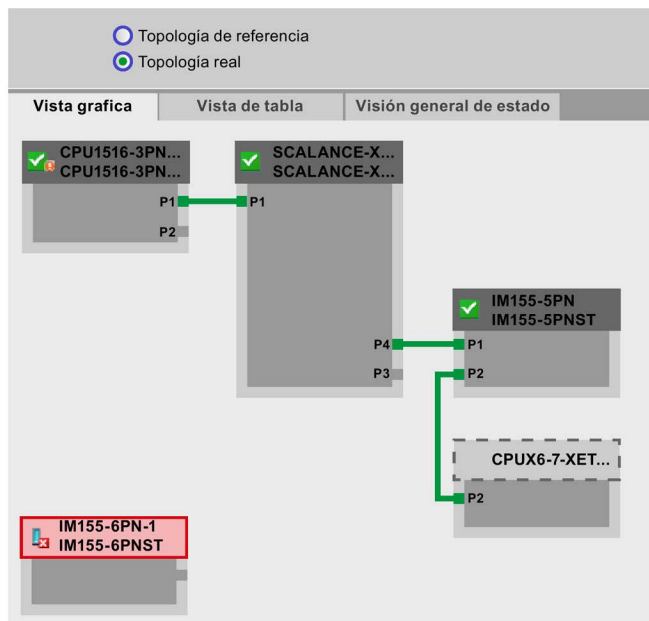 Topología de referencia
Topología real
Vista grafica
Vista de tabla
Visión general de estado
CPU1516-3PN...
CPU1516-3PN...
P1
P2
SCALANCE-X...
SCALANCE-X...
P1
P4
P3
IM155-5PN
IM155-5PNST
P1
P2
CPUX6-7-XET...
P2
IM155-6PN-1
IM155-6PNST